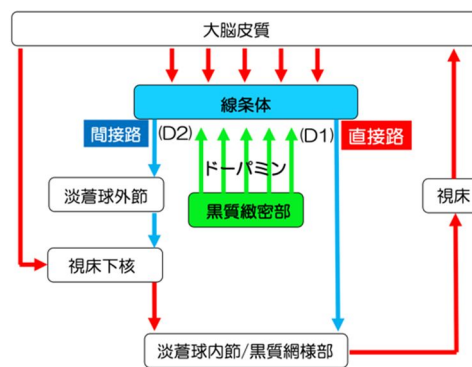 大脳皮質
線条体
間接路
(D2)
(D1)
直接路
ドーパミン
淡蒼球外節
黒質緻密部
視床
視床下核
淡蒼球内節/黒質網様部